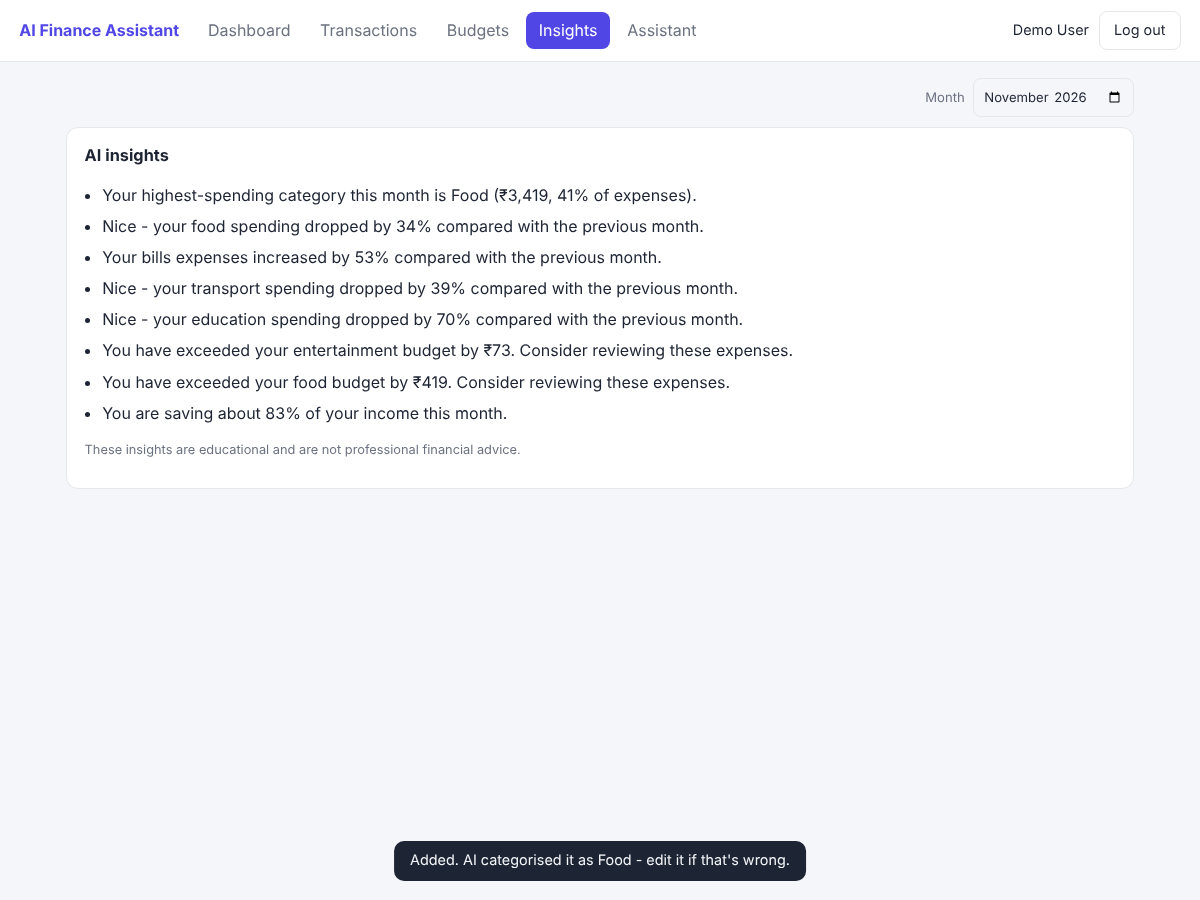 AI Finance Assistant Dashboard Transactions Budgets Insights Assistant Demo User Log out
Month November 2026
AI insights
• Your highest-spending category this month is Food (₹3,419, 41% of expenses).
• Nice - your food spending dropped by 34% compared with the previous month.
• Your bills expenses increased by 53% compared with the previous month.
• Nice - your transport spending dropped by 39% compared with the previous month.
• Nice - your education spending dropped by 70% compared with the previous month.
• You have exceeded your entertainment budget by ₹73. Consider reviewing these expenses.
• You have exceeded your food budget by ₹419. Consider reviewing these expenses.
• You are saving about 83% of your income this month.
These insights are educational and are not professional financial advice.
Added. AI categorised it as Food - edit it if that's wrong.